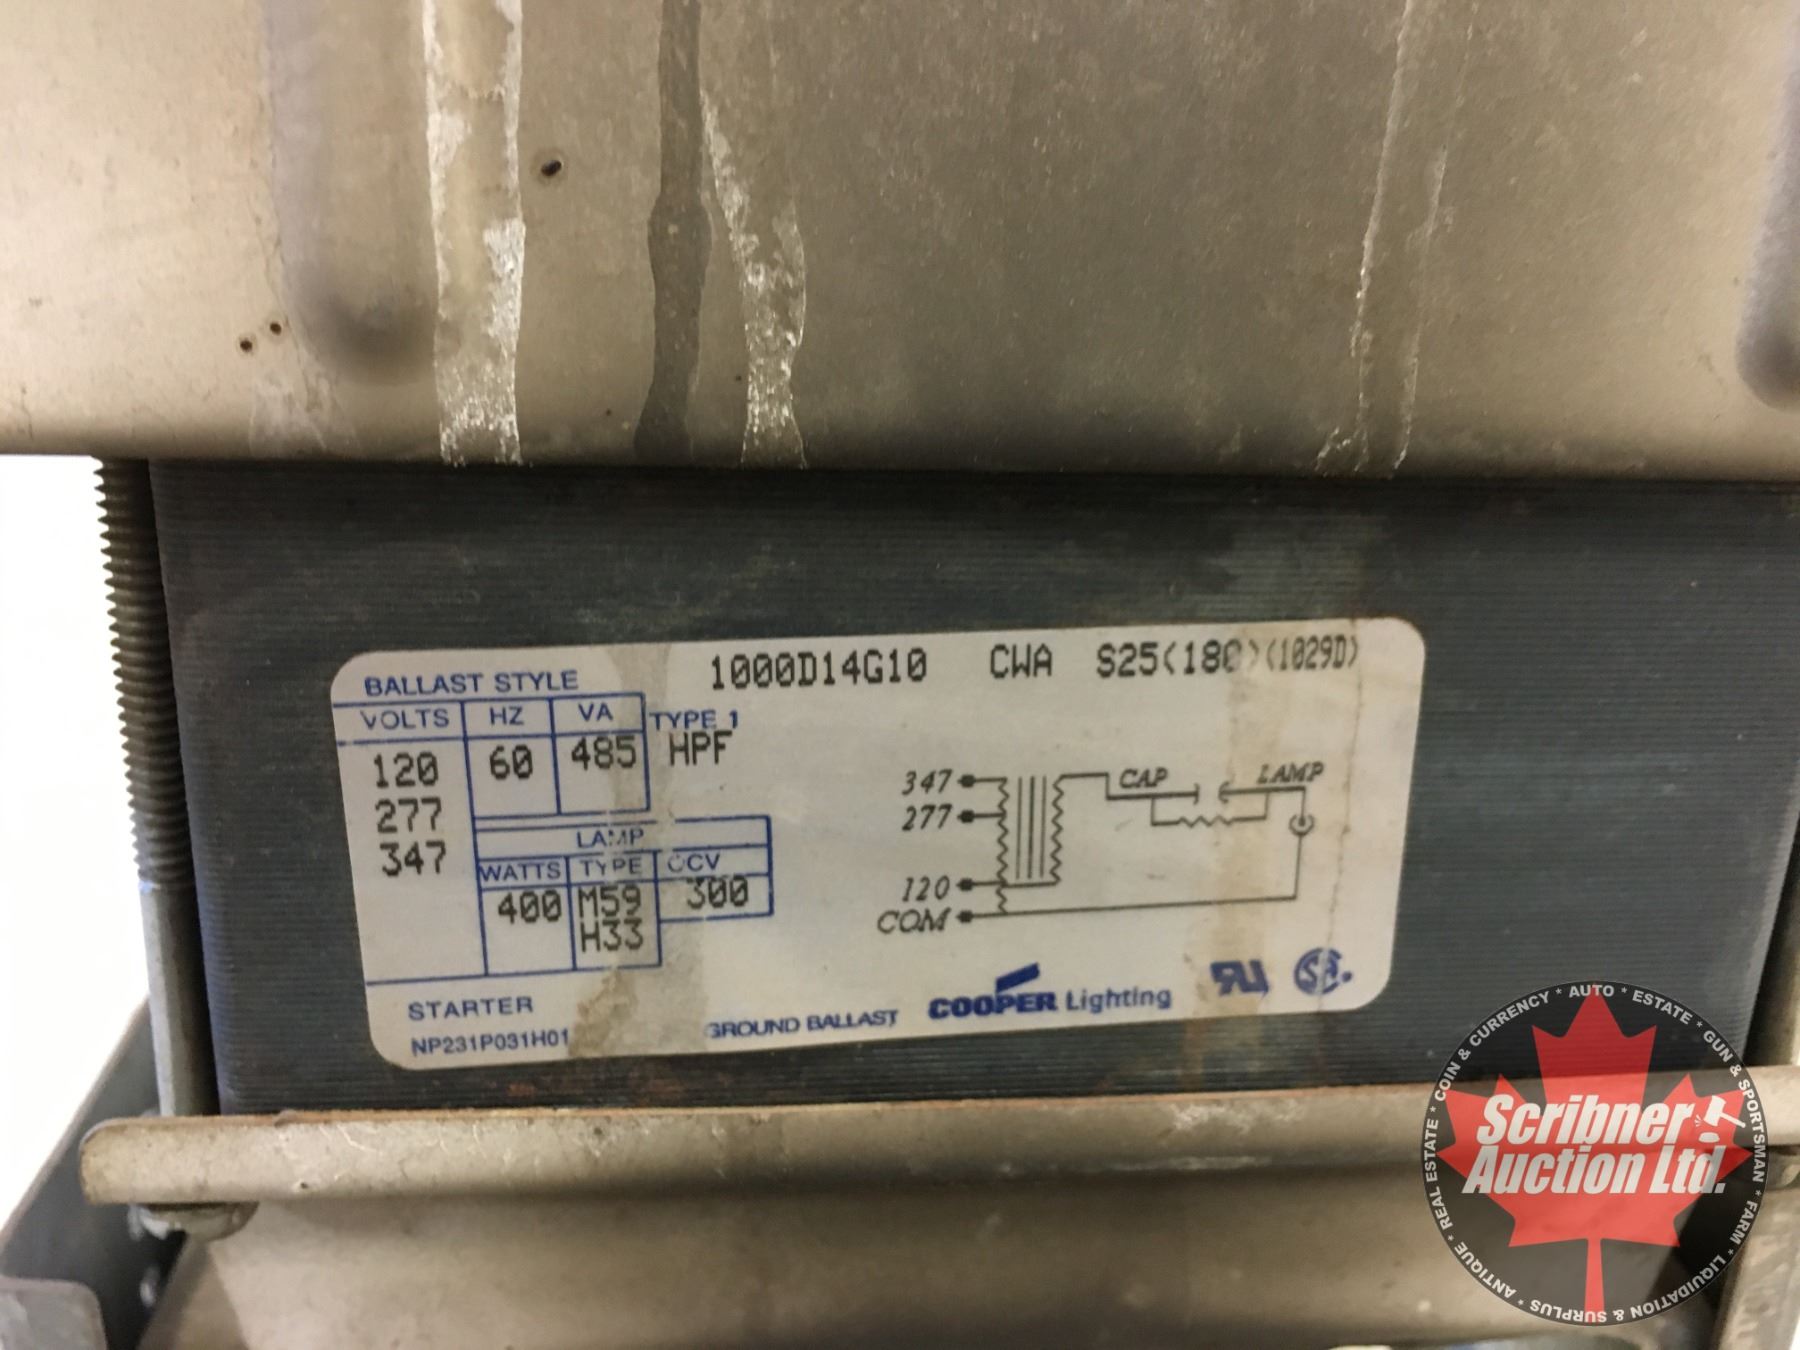 BALLAST STYLE 1000D14G10 CWA S25(180)(1029D)
VOLTS HZ VA TYPE 1
120 60 485 HPF
277
347
LAMP
WATTS TYPE OCV
400 M59 300
H33
STARTER
NP231P031H01
GROUND BALLAST
347
277
120
COM
CAP LAMP
COOPER Lighting
RU SA
Scribner
Auction Ltd.
* AUTO * ESTATE * GUN & SPORTSMAN * FARM * LIQUIDATION & SURPLUS * ANTIQUE * REAL ESTATE * COIN & CURRENCY